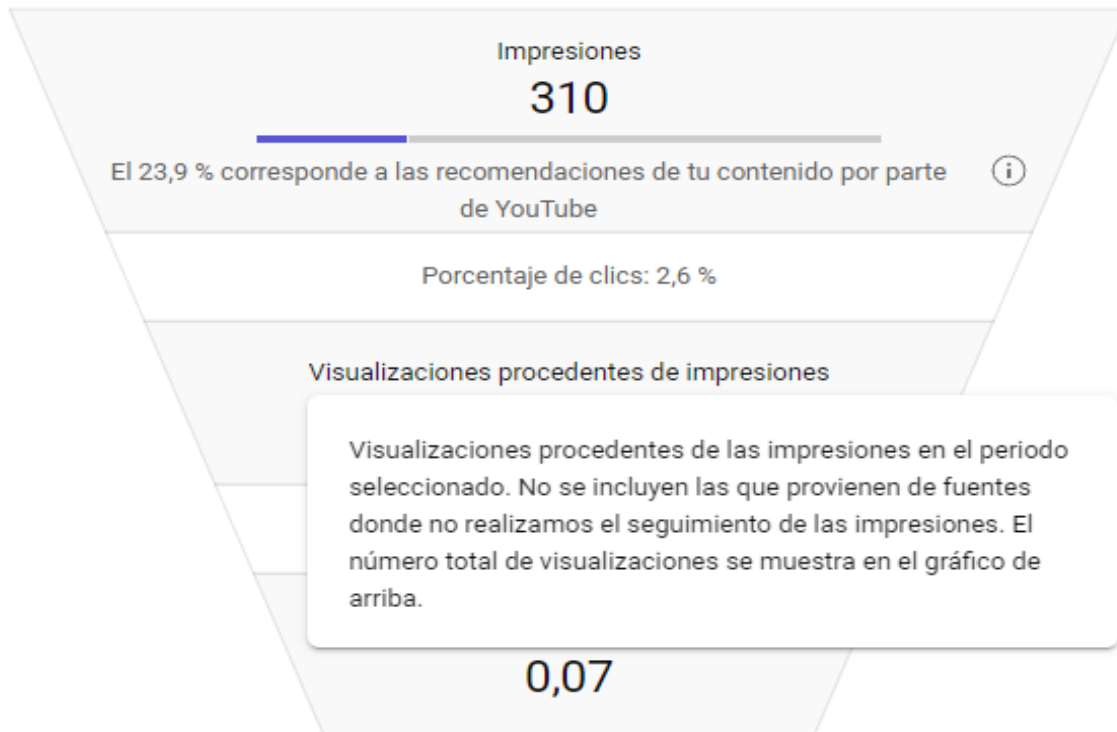 Impresiones
310
El 23,9 % corresponde a las recomendaciones de tu contenido por parte
de YouTube
Porcentaje de clics: 2,6 %
Visualizaciones procedentes de impresiones
Visualizaciones procedentes de las impresiones en el periodo
seleccionado. No se incluyen las que provienen de fuentes
donde no realizamos el seguimiento de las impresiones. El
número total de visualizaciones se muestra en el gráfico de
arriba.
0,07